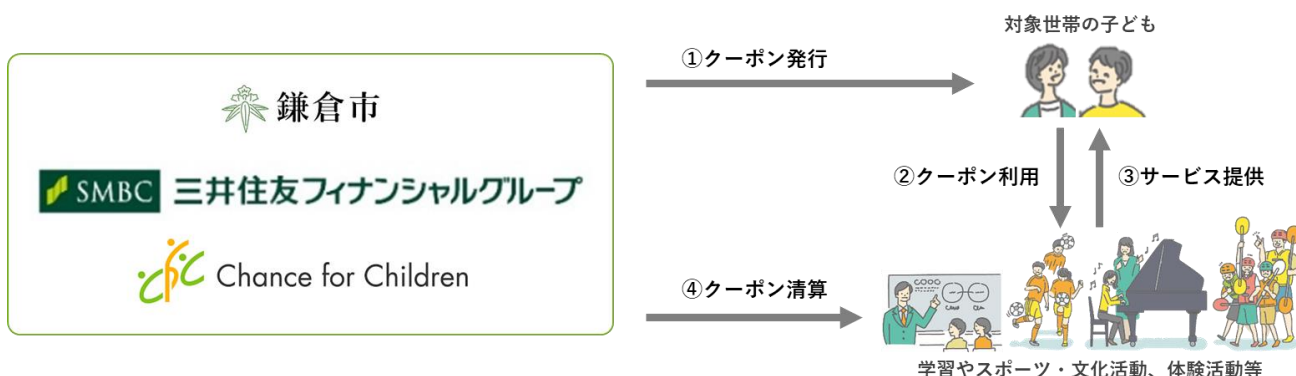 対象世帯の子ども
①クーポン発行
鎌倉市
SMBC 三井住友フィナンシャルグループ
②クーポン利用
③サービス提供
Chance for Children
④クーポン清算
学習やスポーツ・文化活動、体験活動等